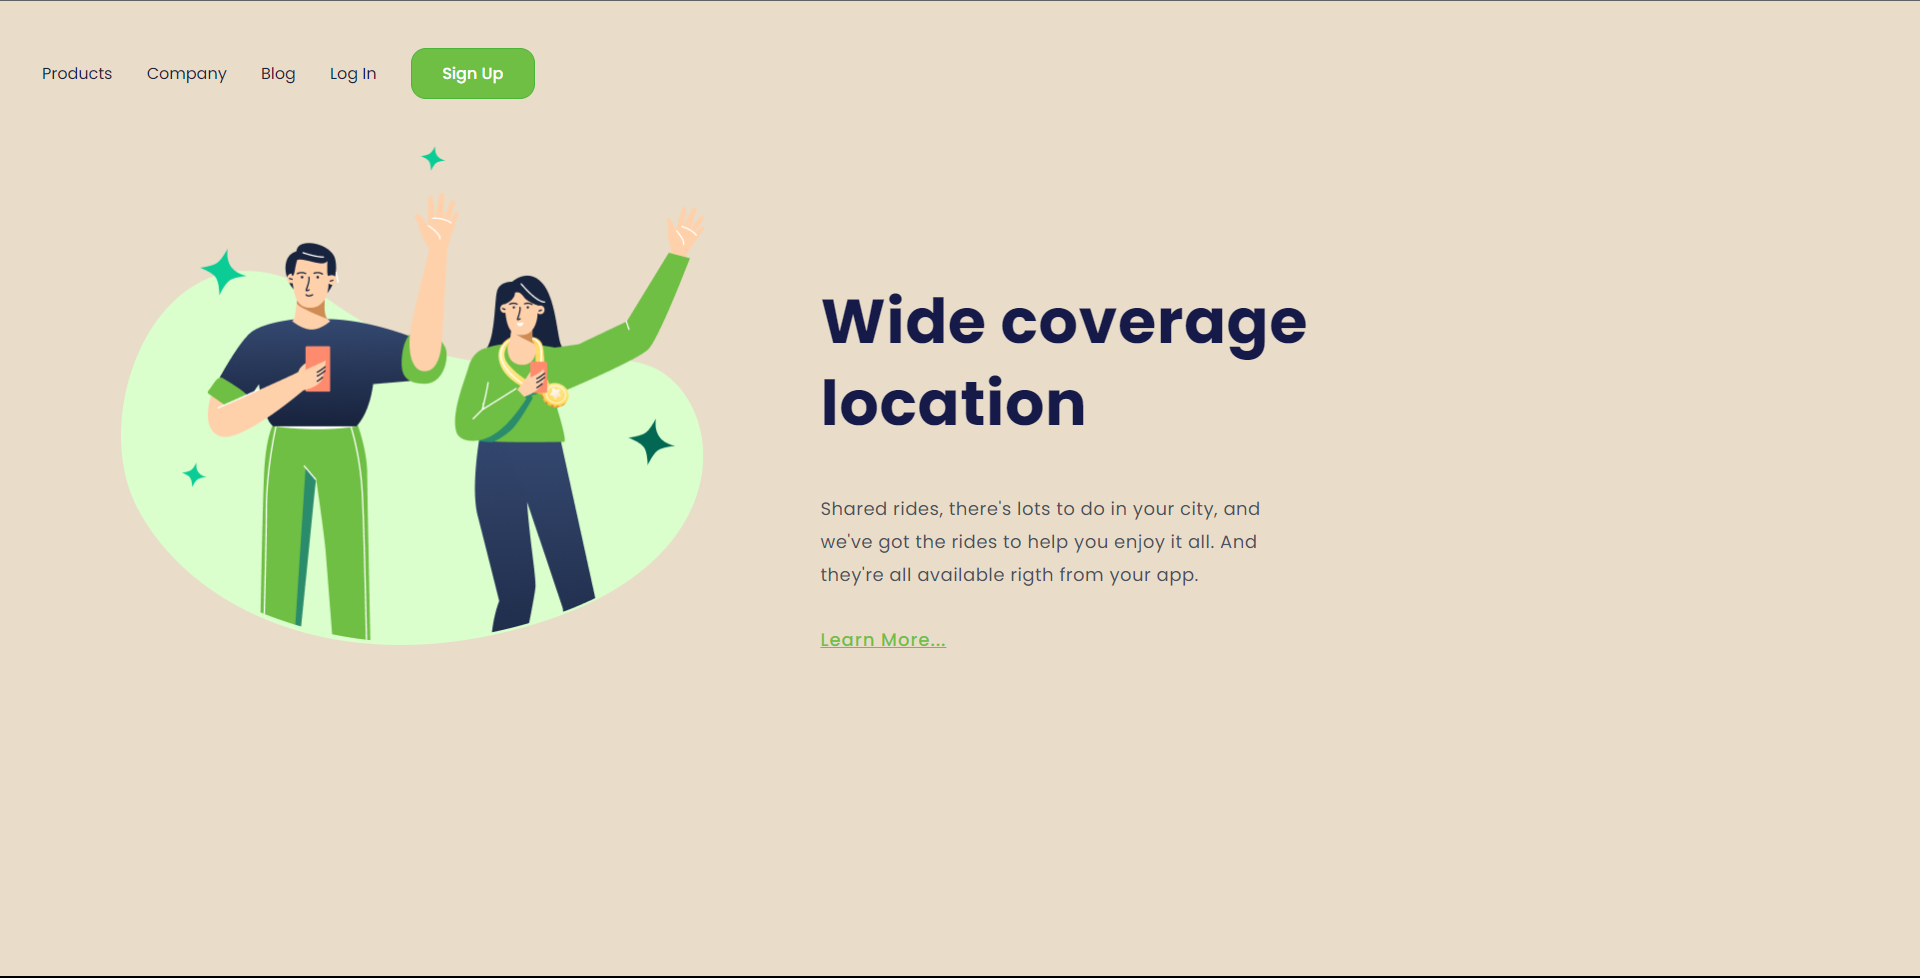 Products Company Blog Log In Sign Up
Wide coverage
location
Shared rides, there's lots to do in your city, and
we've got the rides to help you enjoy it all. And
they're all available rigth from your app.
Learn More...